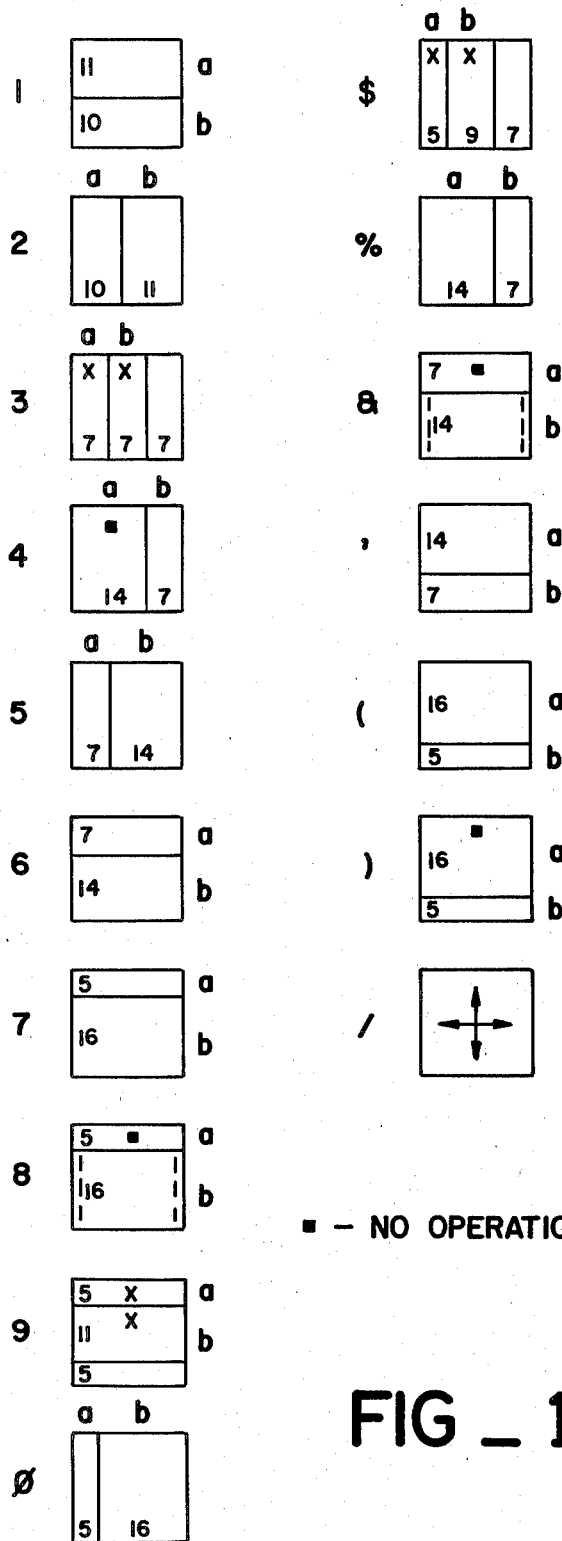 1
11 a
10 b
a b
2
10 11
a b
3
X X
7 7 7
a b
4
■
14 7
a b
5
7 14
6
7 a
14 b
7
5 a
16 b
8
5 ■ a
16 b
9
5 X a
11 X b
5
a b
Ø
5 16
a b
$
X X
5 9 7
a b
%
14 7
&
7 ■ a
14 b
,
14 a
7 b
(
16 a
5 b
)
■
16 a
5 b
/
■ – NO OPERATIO
FIG _ 1